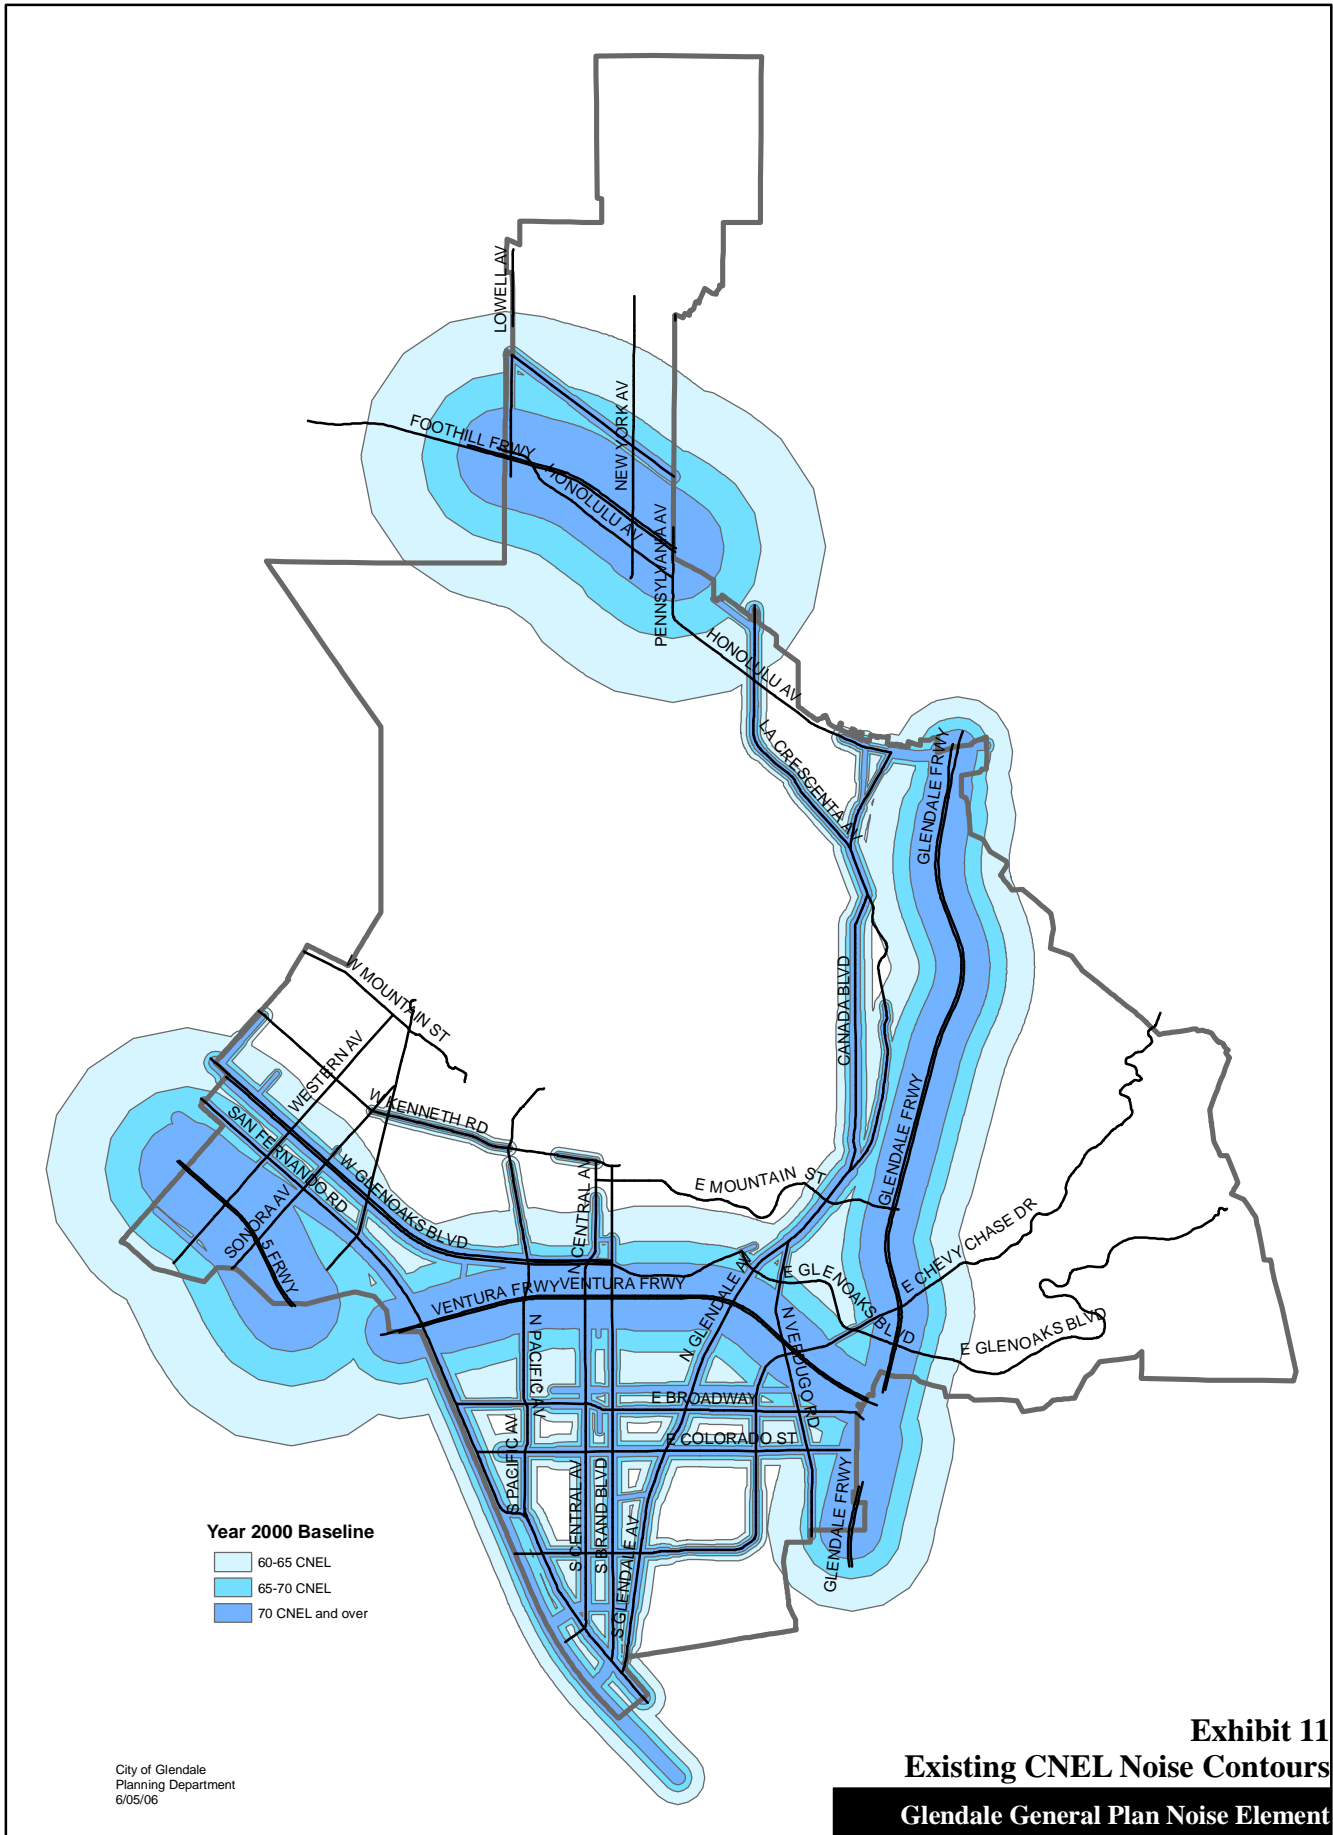 LOWELL AV
NEW YORK AV
FOOTHILL FRWY
HONOLULU AV
PENNSYLVANIA AV
HONOLULU AV
LA CRESCENTA AV
GLENDALE FRWY
CANADA BLVD
W MOUNTAIN ST
WESTERN AV
W KENNETH RD
SAN FERNANDO RD
W GLENOAKS BLVD
SONORA AV
5 FRWY
N CENTRAL AV
E MOUNTAIN ST
GLENDALE FRWY
E CHEVY CHASE DR
VENTURA FRWY
VENTURA FRWY
N GLENDALE AV
E GLENOAKS BLVD
E GLENOAKS BLVD
N PACIFIC AV
N VERDUGO RD
E BROADWAY
E COLORADO ST
S PACIFIC AV
S CENTRAL AV
S BRAND BLVD
S GLENDALE AV
GLENDALE FRWY
Year 2000 Baseline
60-65 CNEL
65-70 CNEL
70 CNEL and over
City of Glendale
Planning Department
6/05/06
Exhibit 11
Existing CNEL Noise Contours
Glendale General Plan Noise Element